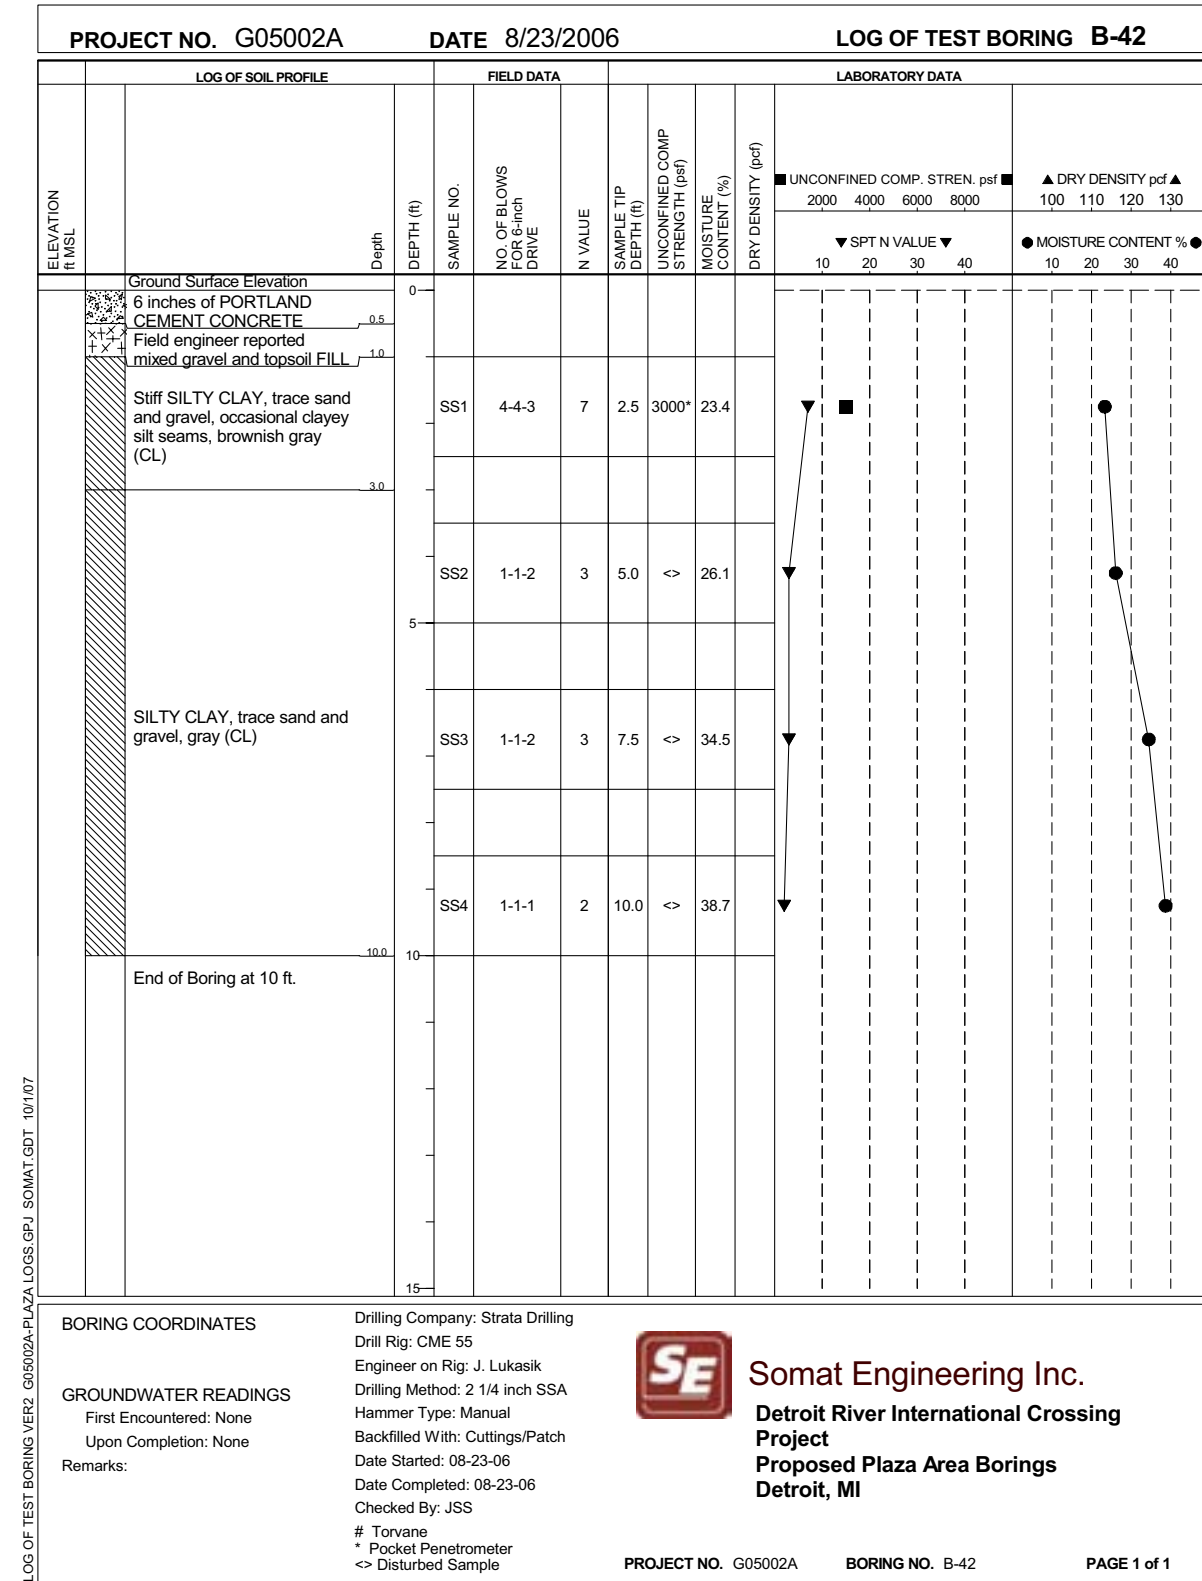 PROJECT NO. G05002A DATE 8/23/2006 LOG OF TEST BORING B-42
LOG OF SOIL PROFILE FIELD DATA LABORATORY DATA
ELEVATION
ft MSL
Depth
DEPTH (ft)
SAMPLE NO.
NO. OF BLOWS
FOR 6-inch
DRIVE
N VALUE
SAMPLE TIP
DEPTH (ft)
UNCONFINED COMP
STRENGTH (psf)
MOISTURE
CONTENT (%)
DRY DENSITY (pcf)
■ UNCONFINED COMP. STREN. psf ■ ▲ DRY DENSITY pcf ▲
2000 4000 6000 8000 100 110 120 130
▼ SPT N VALUE ▼ ● MOISTURE CONTENT % ●
10 20 30 40 10 20 30 40
Ground Surface Elevation
0
6 inches of PORTLAND
CEMENT CONCRETE 0.5
Field engineer reported
mixed gravel and topsoil FILL 1.0
Stiff SILTY CLAY, trace sand
and gravel, occasional clayey
silt seams, brownish gray
(CL)
SS1 4-4-3 7 2.5 3000* 23.4
3.0
SS2 1-1-2 3 5.0 <> 26.1
5
SILTY CLAY, trace sand and
gravel, gray (CL)
SS3 1-1-2 3 7.5 <> 34.5
SS4 1-1-1 2 10.0 <> 38.7
10.0 10
End of Boring at 10 ft.
15
BORING COORDINATES
GROUNDWATER READINGS
First Encountered: None
Upon Completion: None
Remarks:
Drilling Company: Strata Drilling
Drill Rig: CME 55
Engineer on Rig: J. Lukasik
Drilling Method: 2 1/4 inch SSA
Hammer Type: Manual
Backfilled With: Cuttings/Patch
Date Started: 08-23-06
Date Completed: 08-23-06
Checked By: JSS
# Torvane
* Pocket Penetrometer
<> Disturbed Sample
SE
Somat Engineering Inc.
Detroit River International Crossing
Project
Proposed Plaza Area Borings
Detroit, MI
PROJECT NO. G05002A BORING NO. B-42 PAGE 1 of 1
LOG OF TEST BORING VER2 G05002A-PLAZA LOGS.GPJ SOMAT.GDT 10/1/07